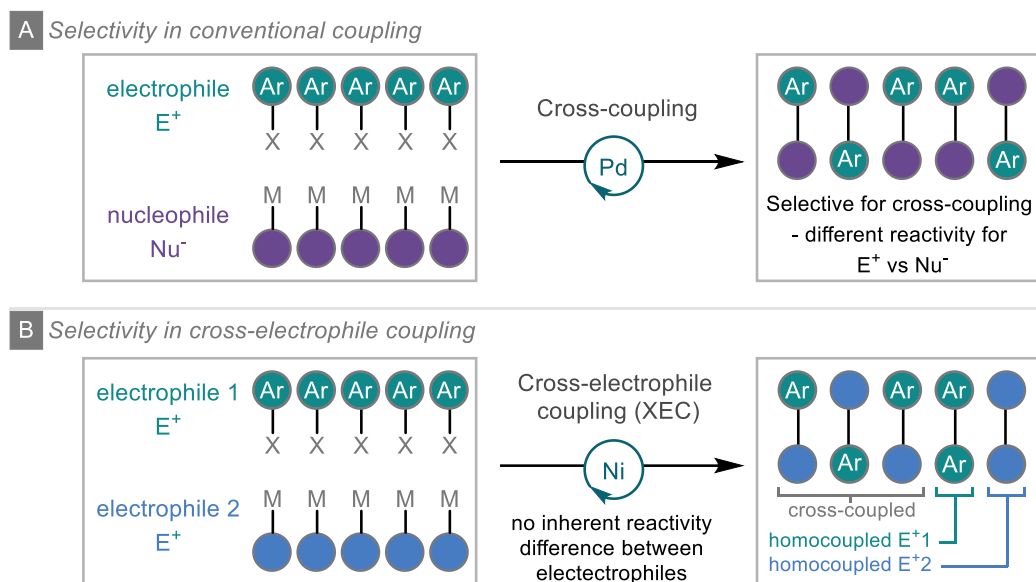 A Selectivity in conventional coupling
electrophile
E⁺
Ar Ar Ar Ar Ar
X X X X X
M M M M M
nucleophile
Nu⁻
Cross-coupling
Pd
Ar Ar Ar
Ar Ar
Selective for cross-coupling
- different reactivity for
E⁺ vs Nu⁻
B Selectivity in cross-electrophile coupling
electrophile 1
E⁺
Ar Ar Ar Ar Ar
X X X X X
M M M M M
electrophile 2
E⁺
Cross-electrophile
coupling (XEC)
Ni
no inherent reactivity
difference between
electectrophiles
Ar Ar Ar
Ar Ar
cross-coupled
homocoupled E⁺1
homocoupled E⁺2